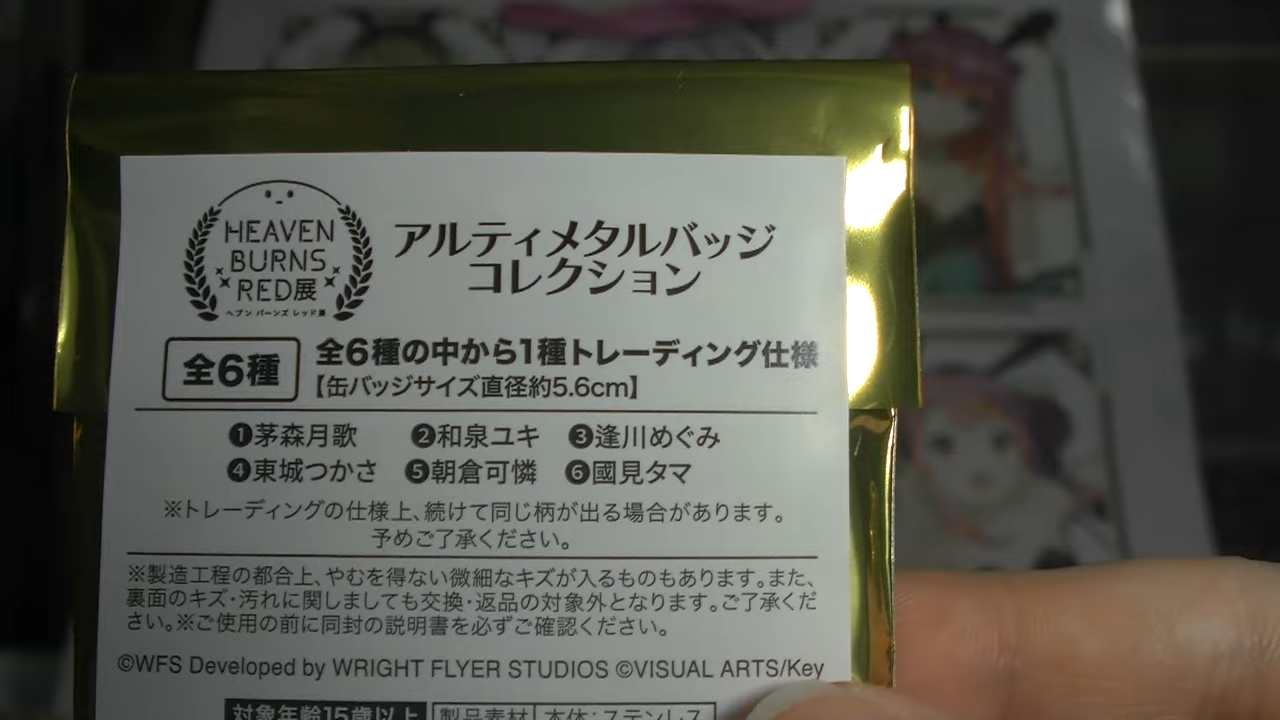 HEAVEN
BURNS
RED展
ヘブン バーンズ レッド展
アルティメタルバッジ
コレクション
全6種
全6種の中から1種トレーディング仕様
【缶バッジサイズ直径約5.6cm】
❶茅森月歌 ❷和泉ユキ ❸逢川めぐみ
❹東城つかさ ❺朝倉可憐 ❻國見タマ
※トレーディングの仕様上、続けて同じ柄が出る場合があります。
予めご了承ください。
※製造工程の都合上、やむを得ない微細なキズが入るものもあります。また、
裏面のキズ・汚れに関しましても交換・返品の対象外となります。ご了承くだ
さい。※ご使用の前に同封の説明書を必ずご確認ください。
©WFS Developed by WRIGHT FLYER STUDIOS ©VISUAL ARTS/Key
対象年齢15歳以上 製品素材 本体：ステンレス